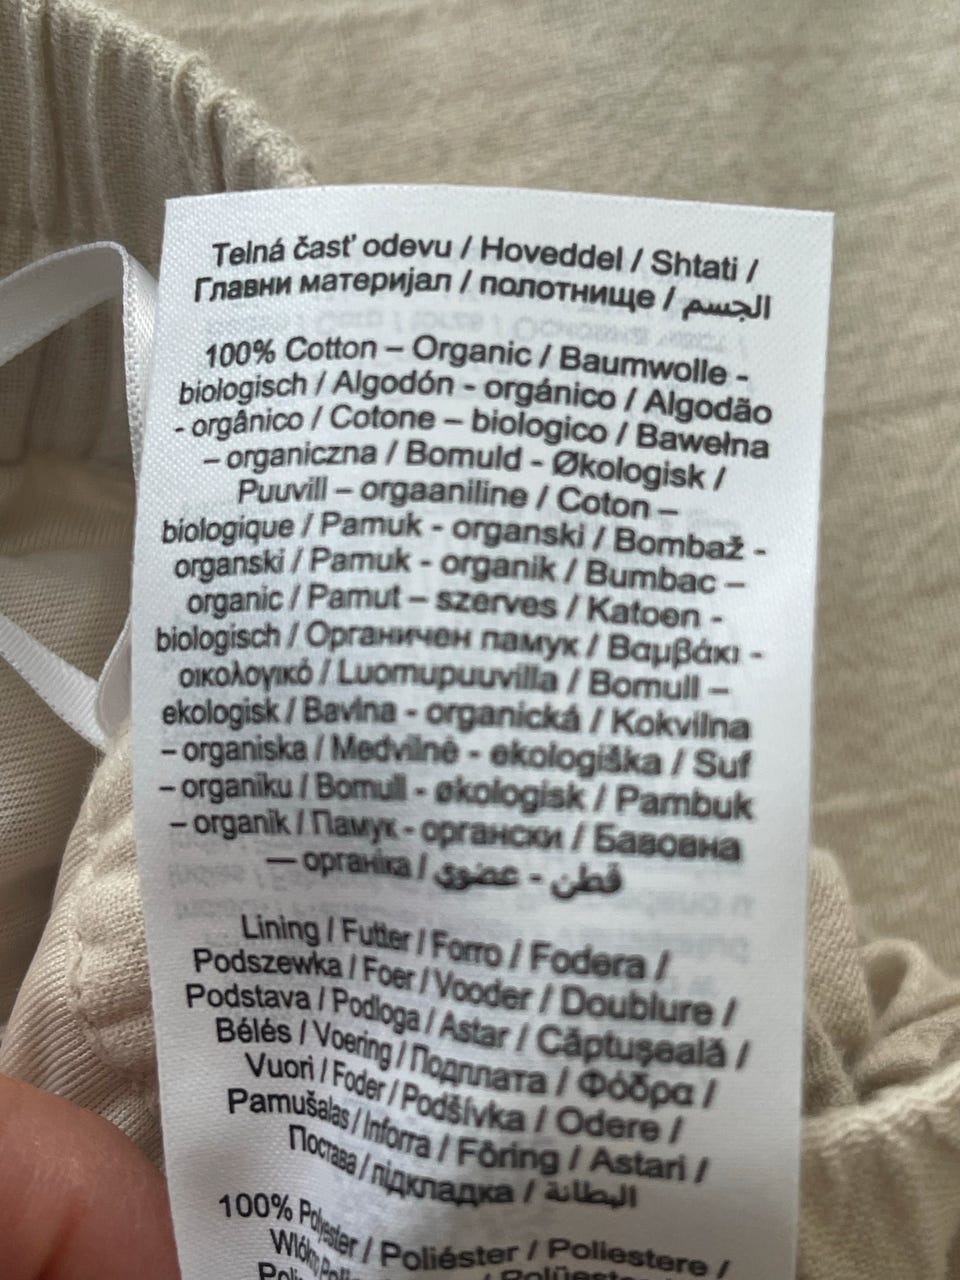 Telná časť odevu / Hoveddel / Shtati /
Главни материјал / полотнище / الجسم
100% Cotton – Organic / Baumwolle -
biologisch / Algodón - orgánico / Algodão
- orgânico / Cotone – biologico / Bawełna
– organiczna / Bomuld - Økologisk /
Puuvill – orgaaniline / Coton –
biologique / Pamuk - organski / Bombaž -
organski / Pamuk - organik / Bumbac –
organic / Pamut – szerves / Katoen -
biologisch / Органичен памук / Βαμβάκι -
οικολογικό / Luomupuuvilla / Bomull –
ekologisk / Bavlna - organická / Kokvilna
– organiska / Medvilnė - ekologiška / Suf
– organiku / Bomull - økologisk / Pambuk
– organik / Памук - органски / Бавовна
— органіка / قطن - عضوي
Lining / Futter / Forro / Fodera /
Podszewka / Foer / Vooder / Doublure /
Podstava / Podloga / Astar / Căptușeală /
Bélés / Voering / Подплата / Φόδρα /
Vuori / Foder / Podšívka / Odere /
Pamušalas / Inforra / Fôring / Astari /
Постава / підкладка / البطانة
100% Polyester / Poliéster / Poliestere /